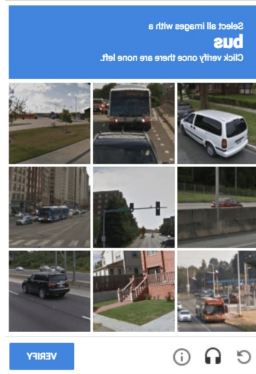 Select all images with a
bus
Click verify once there are none left.
VERIFY